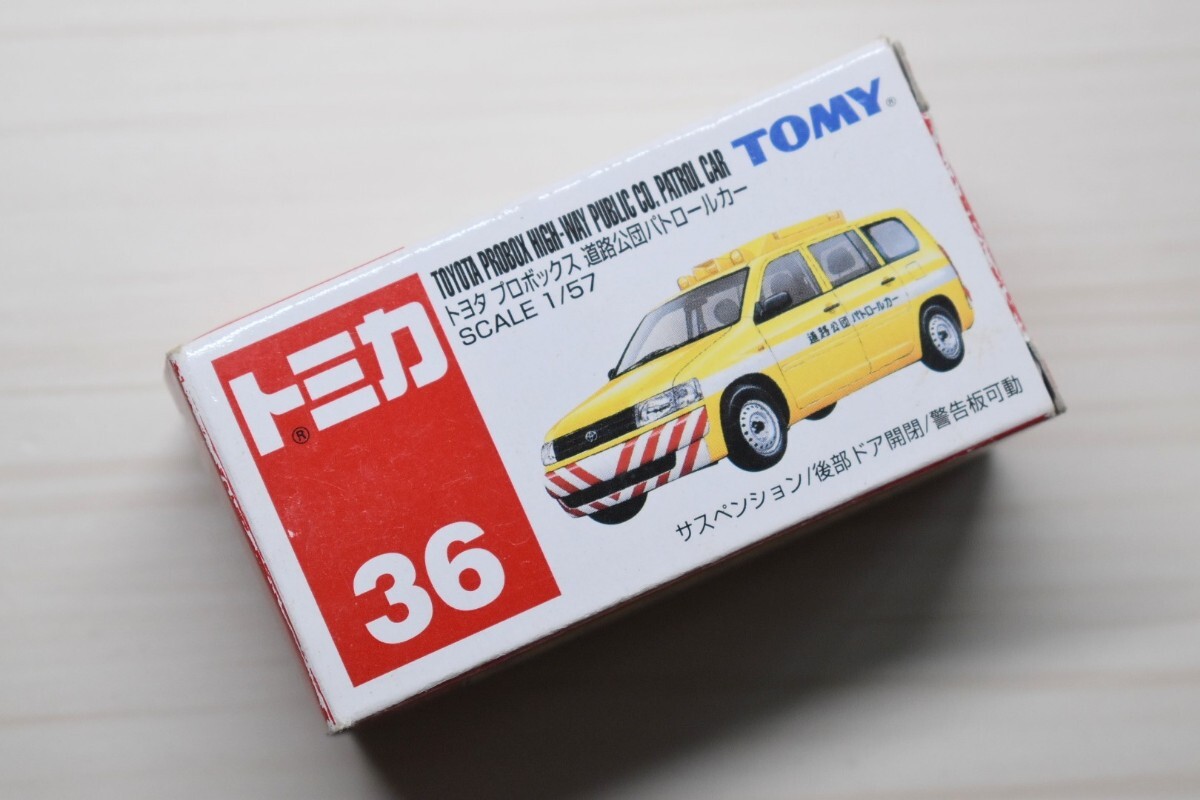 TOMY®
TOYOTA PROBOX HIGH-WAY PUBLIC CO. PATROL CAR
トヨタ プロボックス 道路公団パトロールカー
SCALE 1/57
トミカ®
36
道路公団 パトロールカー
サスペンション/後部ドア開閉/警告板可動